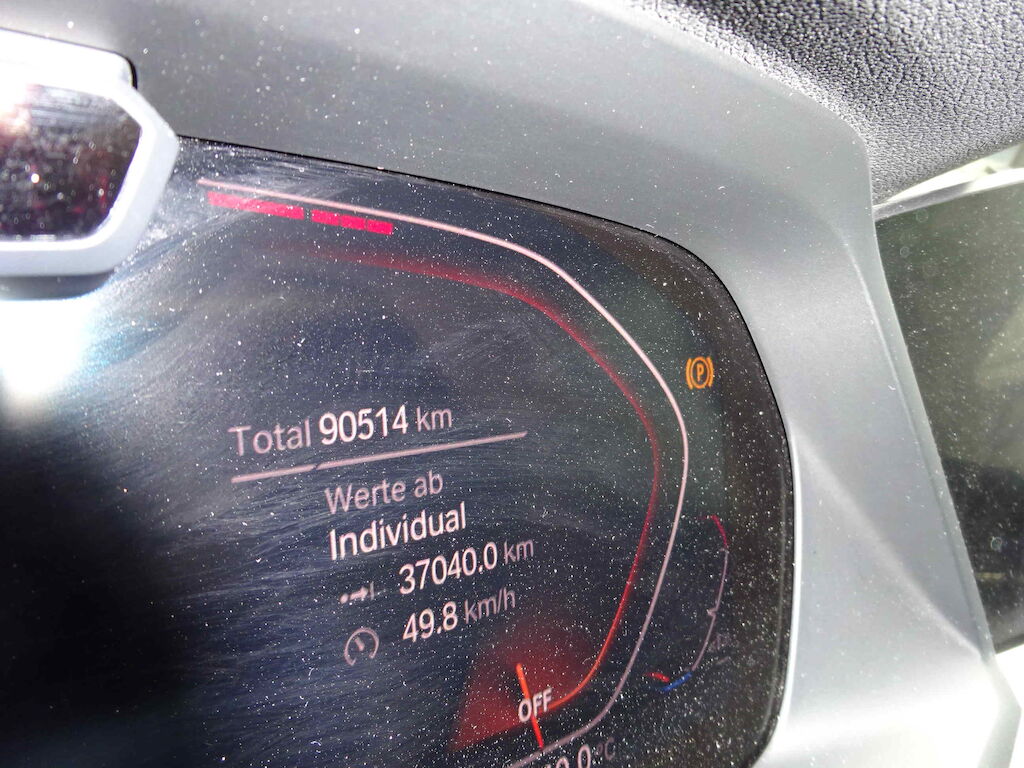 Total 90514 km
Werte ab
Individual
37040.0 km
49.8 km/h
OFF
P